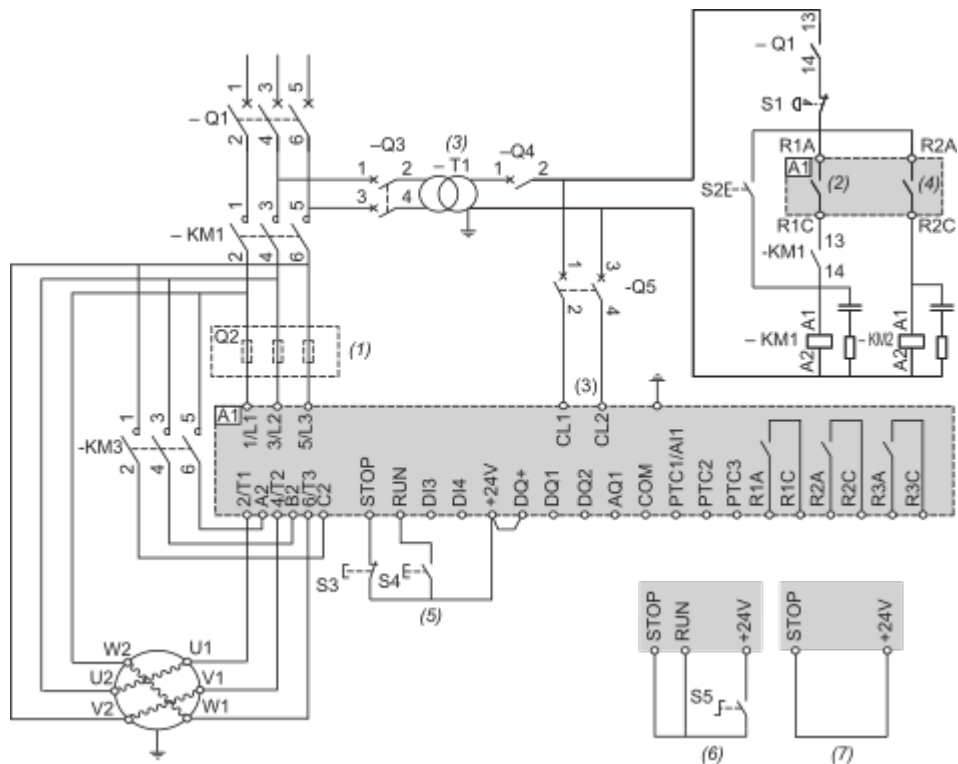 1 3 5
– Q1
2 4 6
–Q3
1 2
3 4
(3)
– T1
–Q4
1 2
13
– Q1
14
S1
R1A R2A
A1
(2) (4)
S2
R1C R2C
13
-KM1
14
A1 A1
– KM1 – KM2
A2 A2
1 3 5
– KM1
2 4 6
1 3
-Q5
2 4
Q2
(1)
(3)
A1
1/L1 3/L2 5/L3 CL1 CL2
1 3 5
-KM3
2 4 6
2/T1 A2 4/T2 B2 6/T3 C2 STOP RUN DI3 DI4 +24V DQ+ DQ1 DQ2 AQ1 COM PTC1/AI1 PTC2 PTC3 R1A R1C R2A R2C R3A R3C
S3 S4
(5)
STOP RUN +24V
S5
(6)
STOP +24V
(7)
W2 U1
U2 V1
V2 W1